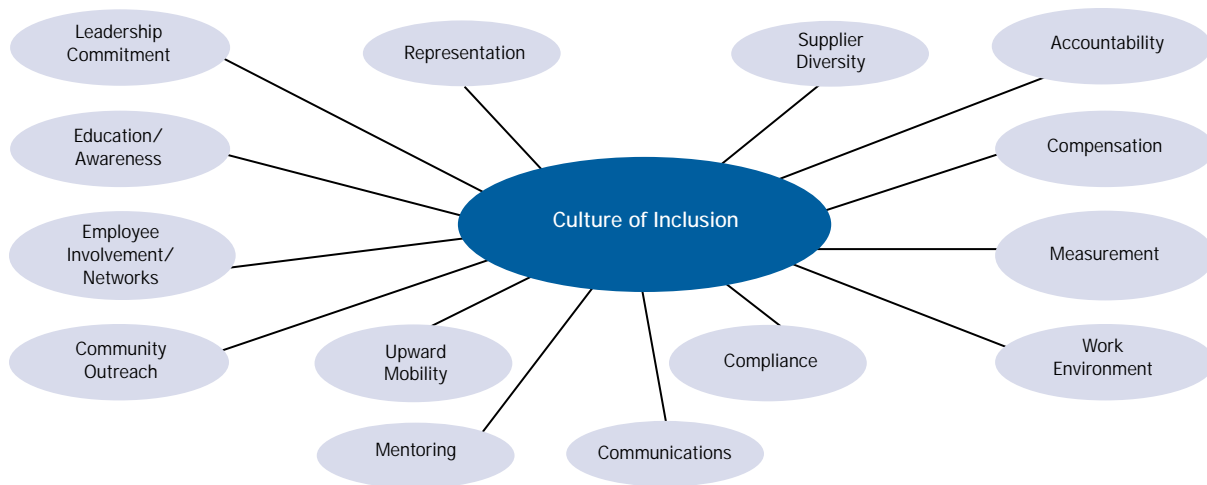 Leadership
Commitment
Representation
Supplier
Diversity
Accountability
Education/
Awareness
Compensation
Culture of Inclusion
Employee
Involvement/
Networks
Measurement
Community
Outreach
Upward
Mobility
Compliance
Work
Environment
Mentoring
Communications